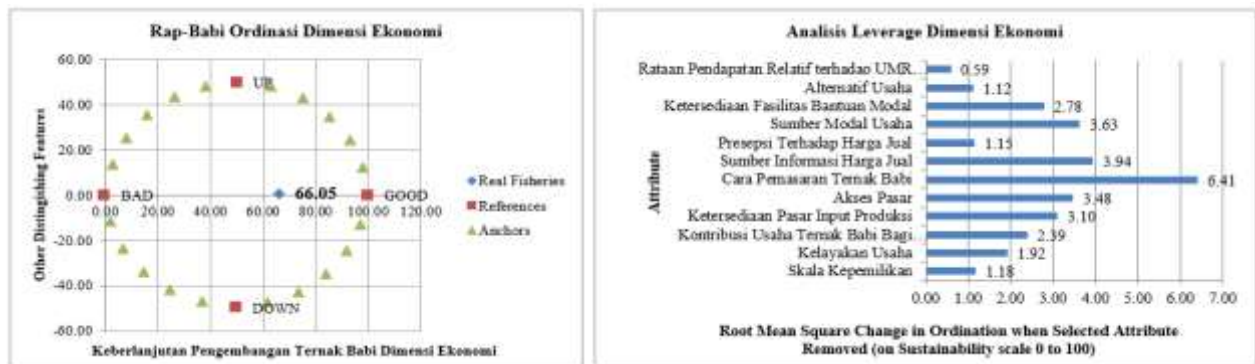 Rap-Babi Ordinasi Dimensi Ekonomi
60.00
40.00
20.00
0.00
-20.00
-40.00
-60.00
Other Distingishing Features
UP
BAD
66.05
GOOD
DOWN
0.00 20.00 40.00 60.00 80.00 100.00 120.00
Real Fisheries
References
Anchors
Keberlanjutan Pengembangan Ternak Babi Dimensi Ekonomi
Analisis Leverage Dimensi Ekonomi
Attribute
Rataan Pendapatan Relatif terhadao UMR... 0.59
Alternatif Usaha 1.12
Ketersediaan Fasilitas Bantuan Modal 2.78
Sumber Modal Usaha 3.63
Presepsi Terhadap Harga Jual 1.15
Sumber Informasi Harga Jual 3.94
Cara Pemasaran Ternak Babi 6.41
Akses Pasar 3.48
Ketersediaan Pasar Input Produksi 3.10
Kontribusi Usaha Ternak Babi Bagi... 2.39
Kelayakan Usaha 1.92
Skala Kepemilikan 1.18
0.00 1.00 2.00 3.00 4.00 5.00 6.00 7.00
Root Mean Square Change in Ordination when Selected Attribute
Removed (on Sustainability scale 0 to 100)